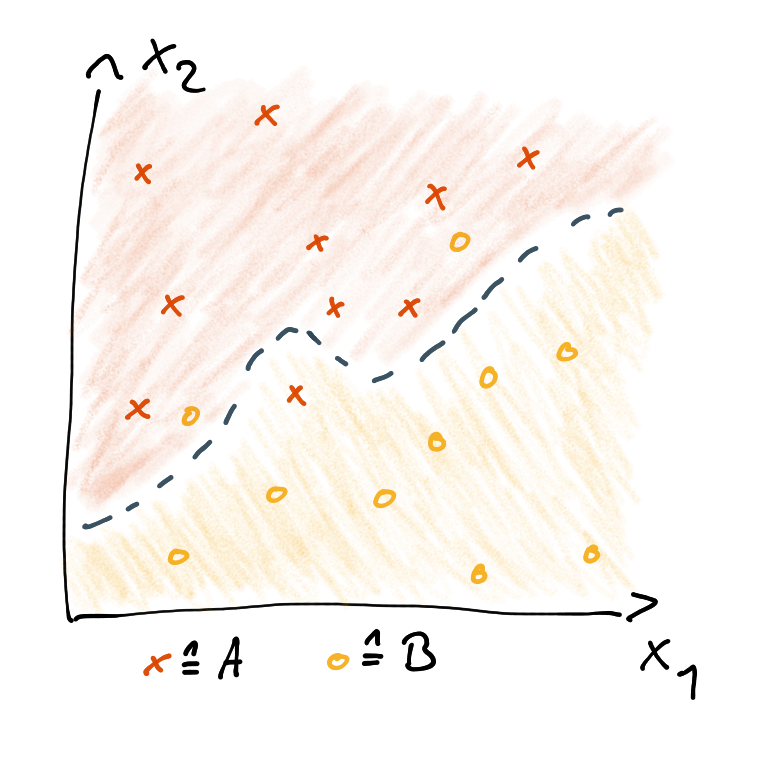 x₂
x ≙ A o ≙ B
x₁